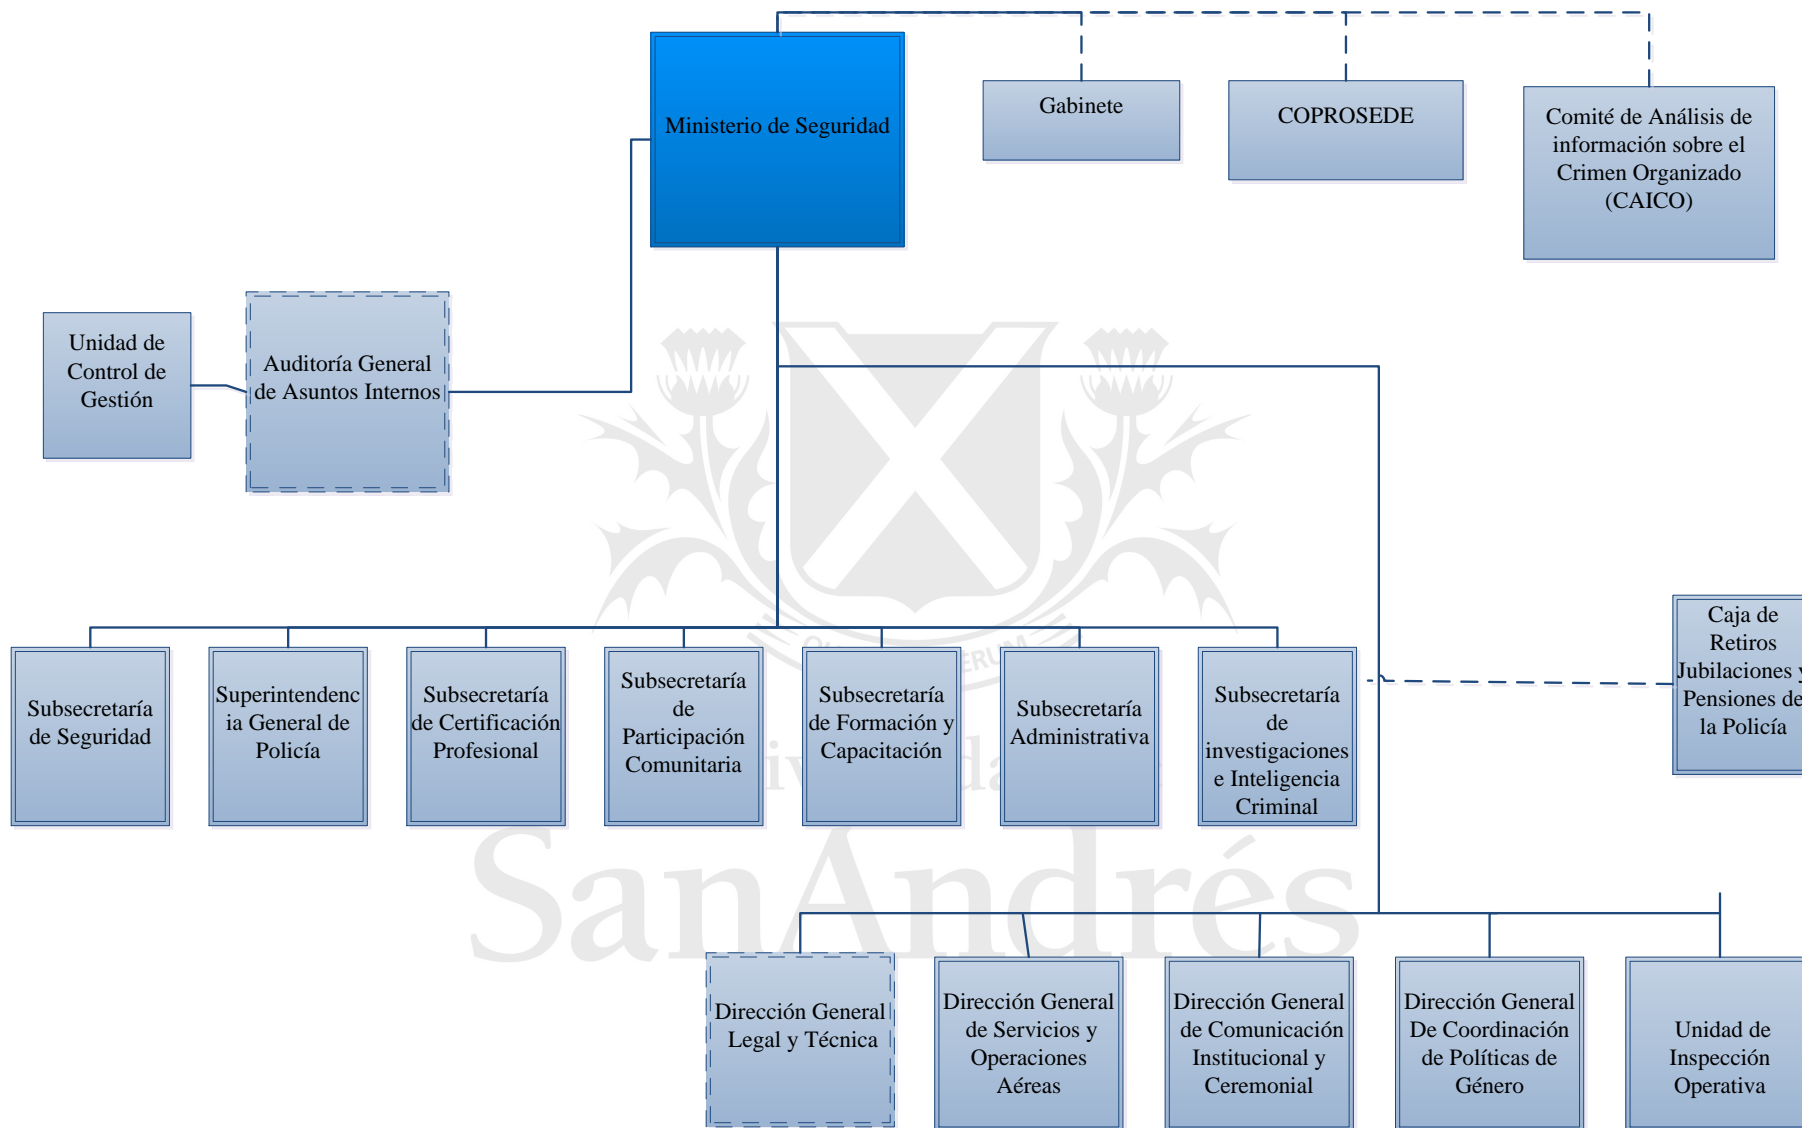 Ministerio de Seguridad
Gabinete
COPROSEDE
Comité de Análisis de
información sobre el
Crimen Organizado
(CAICO)
Unidad de
Control de
Gestión
Auditoría General
de Asuntos Internos
Caja de
Retiros
Jubilaciones y
Pensiones de
la Policía
Subsecretaría
de Seguridad
Superintendenc
ia General de
Policía
Subsecretaría
de Certificación
Profesional
Subsecretaría
de
Participación
Comunitaria
Subsecretaría
de Formación y
Capacitación
Subsecretaría
Administrativa
Subsecretaría
de
investigaciones
e Inteligencia
Criminal
SanAndrés
Dirección General
Legal y Técnica
Dirección General
de Servicios y
Operaciones
Aéreas
Dirección General
de Comunicación
Institucional y
Ceremonial
Dirección General
De Coordinación
de Políticas de
Género
Unidad de
Inspección
Operativa